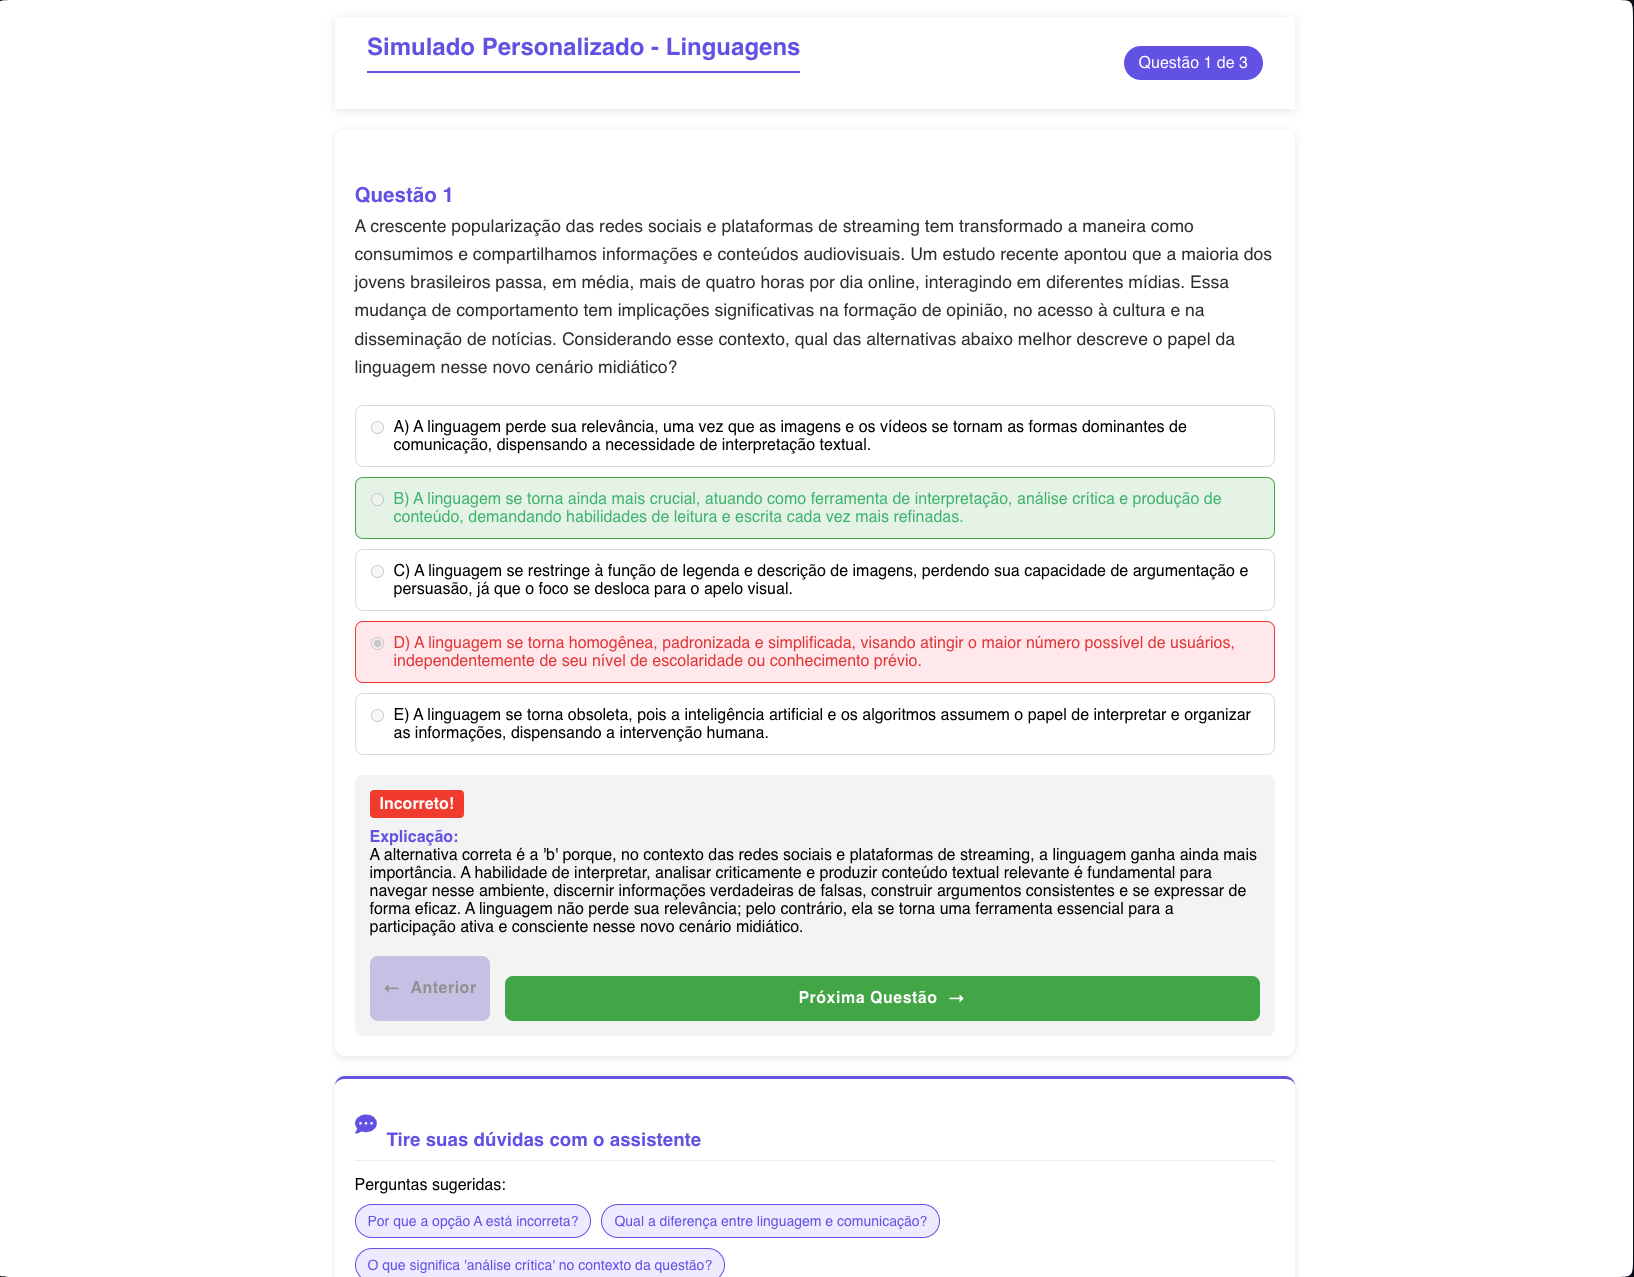 Simulado Personalizado - Linguagens
Questão 1 de 3
Questão 1
A crescente popularização das redes sociais e plataformas de streaming tem transformado a maneira como
consumimos e compartilhamos informações e conteúdos audiovisuais. Um estudo recente apontou que a maioria dos
jovens brasileiros passa, em média, mais de quatro horas por dia online, interagindo em diferentes mídias. Essa
mudança de comportamento tem implicações significativas na formação de opinião, no acesso à cultura e na
disseminação de notícias. Considerando esse contexto, qual das alternativas abaixo melhor descreve o papel da
linguagem nesse novo cenário midiático?
A) A linguagem perde sua relevância, uma vez que as imagens e os vídeos se tornam as formas dominantes de
comunicação, dispensando a necessidade de interpretação textual.
B) A linguagem se torna ainda mais crucial, atuando como ferramenta de interpretação, análise crítica e produção de
conteúdo, demandando habilidades de leitura e escrita cada vez mais refinadas.
C) A linguagem se restringe à função de legenda e descrição de imagens, perdendo sua capacidade de argumentação e
persuasão, já que o foco se desloca para o apelo visual.
D) A linguagem se torna homogênea, padronizada e simplificada, visando atingir o maior número possível de usuários,
independentemente de seu nível de escolaridade ou conhecimento prévio.
E) A linguagem se torna obsoleta, pois a inteligência artificial e os algoritmos assumem o papel de interpretar e organizar
as informações, dispensando a intervenção humana.
Incorreto!
Explicação:
A alternativa correta é a 'b' porque, no contexto das redes sociais e plataformas de streaming, a linguagem ganha ainda mais
importância. A habilidade de interpretar, analisar criticamente e produzir conteúdo textual relevante é fundamental para
navegar nesse ambiente, discernir informações verdadeiras de falsas, construir argumentos consistentes e se expressar de
forma eficaz. A linguagem não perde sua relevância; pelo contrário, ela se torna uma ferramenta essencial para a
participação ativa e consciente nesse novo cenário midiático.
← Anterior
Próxima Questão →
Tire suas dúvidas com o assistente
Perguntas sugeridas:
Por que a opção A está incorreta?
Qual a diferença entre linguagem e comunicação?
O que significa 'análise crítica' no contexto da questão?